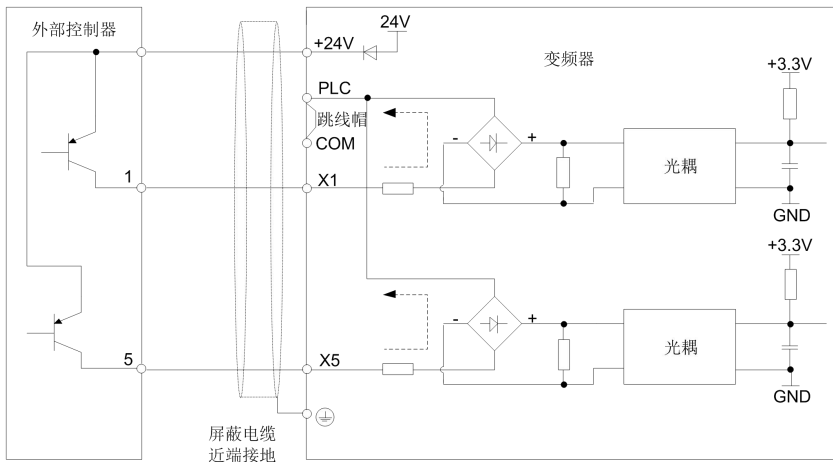 外部控制器
24V
+24V
变频器
+3.3V
PLC
跳线帽
COM
- +
光耦
1
X1
GND
+3.3V
- +
光耦
5
X5
GND
屏蔽电缆
近端接地